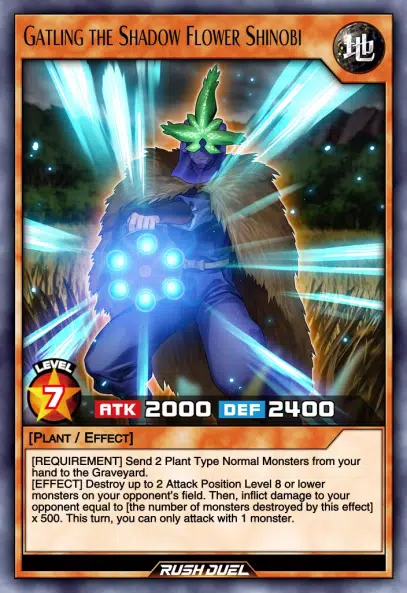 GATLING THE SHADOW FLOWER SHINOBI
地
LEVEL
7
ATK 2000 DEF 2400
[PLANT / EFFECT]
[REQUIREMENT] Send 2 Plant Type Normal Monsters from your
hand to the Graveyard.
[EFFECT] Destroy up to 2 Attack Position Level 8 or lower
monsters on your opponent's field. Then, inflict damage to your
opponent equal to [the number of monsters destroyed by this effect]
x 500. This turn, you can only attack with 1 monster.
RUSH DUEL